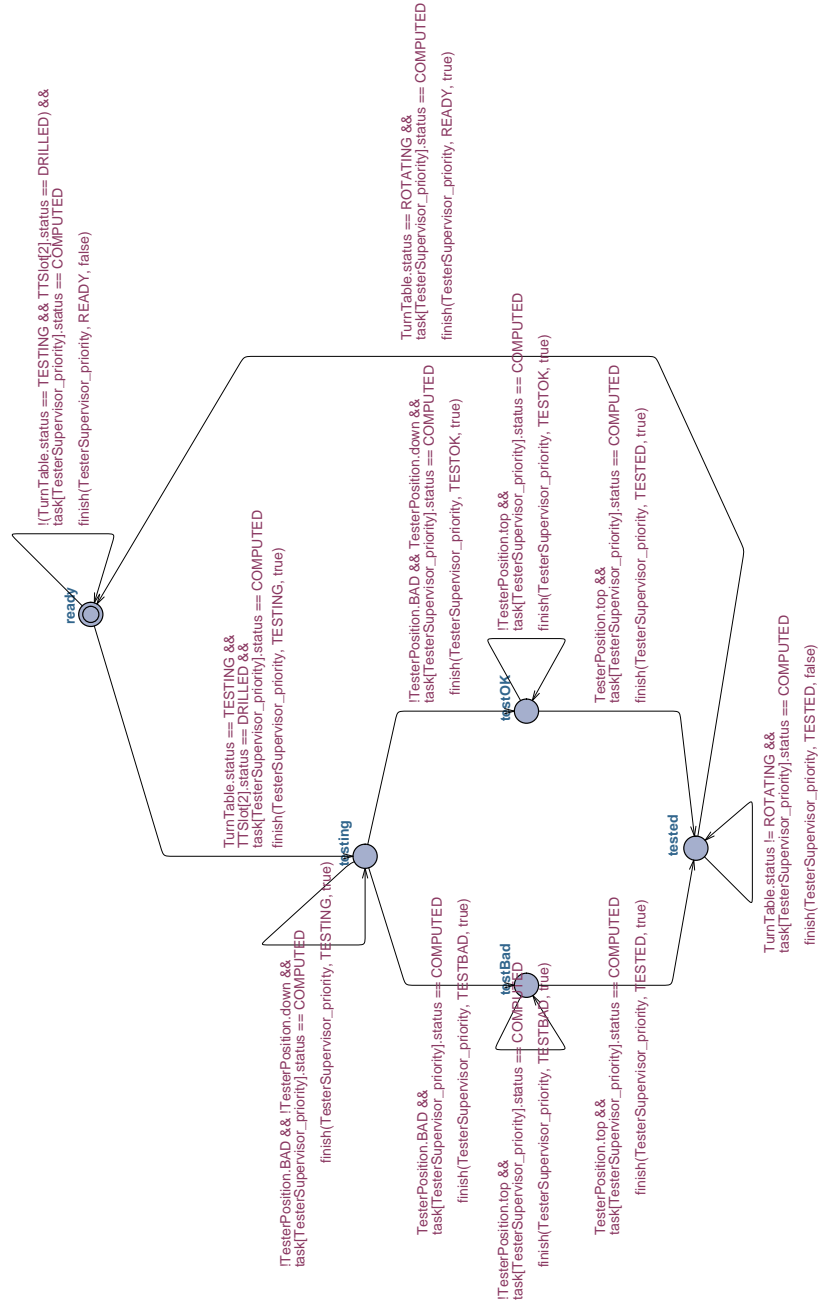 !(TurnTable.status == TESTING && TTSlot[2].status == DRILLED) &&
task[TesterSupervisor_priority].status == COMPUTED
finish(TesterSupervisor_priority, READY, false)
ready
TurnTable.status == TESTING &&
TTSlot[2].status == DRILLED &&
task[TesterSupervisor_priority].status == COMPUTED
finish(TesterSupervisor_priority, TESTING, true)
TurnTable.status == ROTATING &&
task[TesterSupervisor_priority].status == COMPUTED
finish(TesterSupervisor_priority, READY, true)
!TesterPosition.BAD && !TesterPosition.down &&
task[TesterSupervisor_priority].status == COMPUTED
finish(TesterSupervisor_priority, TESTING, true)
testing
!TesterPosition.BAD && TesterPosition.down &&
task[TesterSupervisor_priority].status == COMPUTED
finish(TesterSupervisor_priority, TESTOK, true)
TesterPosition.BAD &&
task[TesterSupervisor_priority].status == COMPUTED
finish(TesterSupervisor_priority, TESTBAD, true)
!TesterPosition.top &&
task[TesterSupervisor_priority].status == COMPUTED
finish(TesterSupervisor_priority, TESTBAD, true)
testBad
testOK
!TesterPosition.top &&
task[TesterSupervisor_priority].status == COMPUTED
finish(TesterSupervisor_priority, TESTOK, true)
TesterPosition.top &&
task[TesterSupervisor_priority].status == COMPUTED
finish(TesterSupervisor_priority, TESTED, true)
TesterPosition.top &&
task[TesterSupervisor_priority].status == COMPUTED
finish(TesterSupervisor_priority, TESTED, true)
tested
TurnTable.status != ROTATING &&
task[TesterSupervisor_priority].status == COMPUTED
finish(TesterSupervisor_priority, TESTED, false)